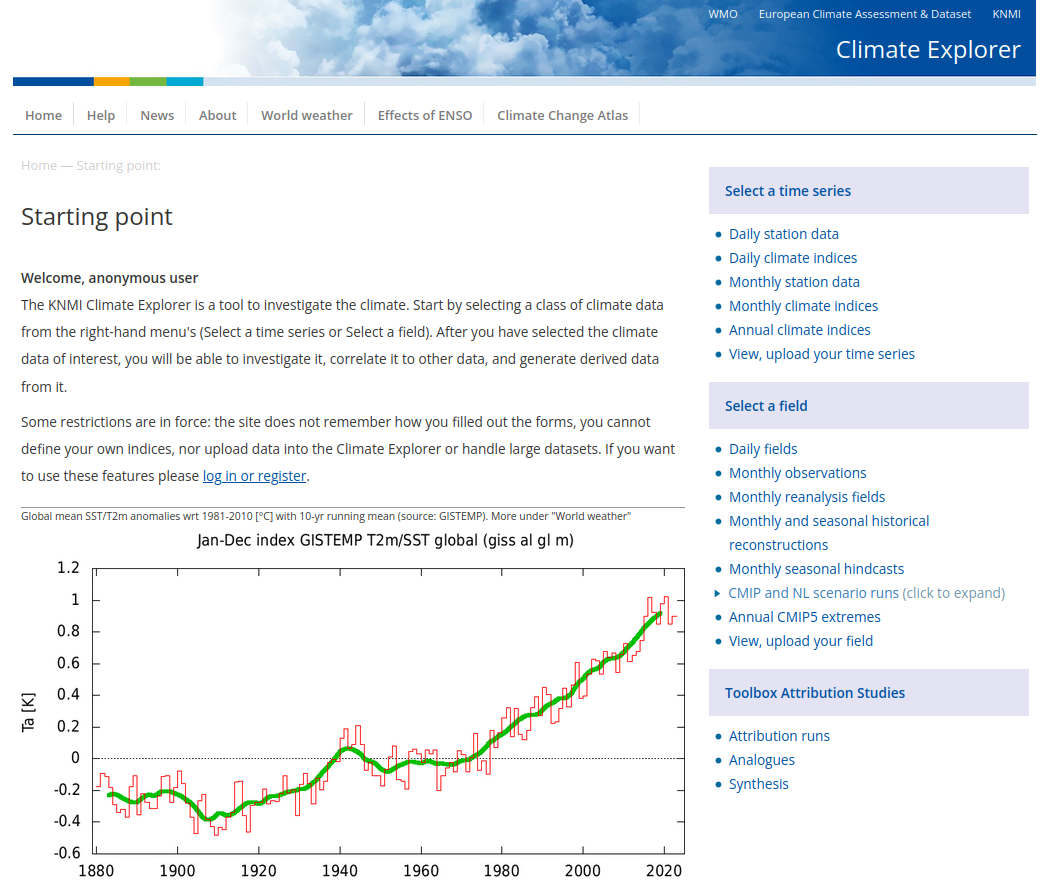 WMO European Climate Assessment & Dataset KNMI
Climate Explorer
Home Help News About World weather Effects of ENSO Climate Change Atlas
Home — Starting point:
Starting point
Welcome, anonymous user
The KNMI Climate Explorer is a tool to investigate the climate. Start by selecting a class of climate data
from the right-hand menu's (Select a time series or Select a field). After you have selected the climate
data of interest, you will be able to investigate it, correlate it to other data, and generate derived data
from it.
Some restrictions are in force: the site does not remember how you filled out the forms, you cannot
define your own indices, nor upload data into the Climate Explorer or handle large datasets. If you want
to use these features please log in or register.
Global mean SST/T2m anomalies wrt 1981-2010 [°C] with 10-yr running mean (source: GISTEMP). More under "World weather"
Jan-Dec index GISTEMP T2m/SST global (giss al gl m)
1.2
1
0.8
0.6
0.4
0.2
0
-0.2
-0.4
-0.6
Ta [K]
1880 1900 1920 1940 1960 1980 2000 2020
Select a time series
Daily station data
Daily climate indices
Monthly station data
Monthly climate indices
Annual climate indices
View, upload your time series
Select a field
Daily fields
Monthly observations
Monthly reanalysis fields
Monthly and seasonal historical
reconstructions
Monthly seasonal hindcasts
CMIP and NL scenario runs (click to expand)
Annual CMIP5 extremes
View, upload your field
Toolbox Attribution Studies
Attribution runs
Analogues
Synthesis